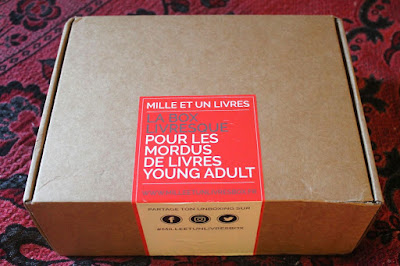 MILLE ET UN LIVRES
LA BOX
LIVRESQUE
POUR LES
MORDUS
DE LIVRES
YOUNG ADULT
PARTAGE TON UNBOXING SUR